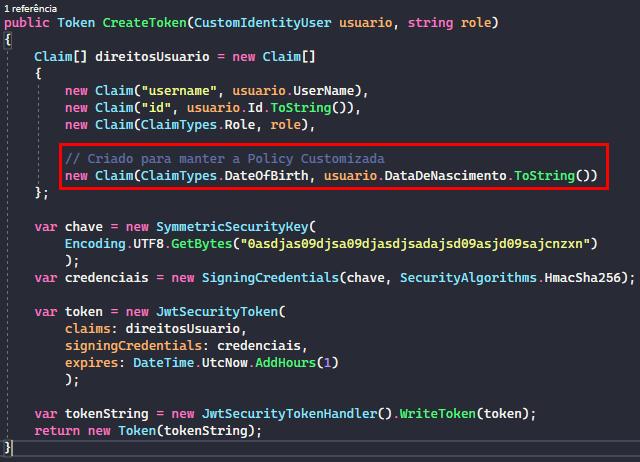 1 referência
public Token CreateToken(CustomIdentityUser usuario, string role)
{
Claim[] direitosUsuario = new Claim[]
{
new Claim("username", usuario.UserName),
new Claim("id", usuario.Id.ToString()),
new Claim(ClaimTypes.Role, role),
// Criado para manter a Policy Customizada
new Claim(ClaimTypes.DateOfBirth, usuario.DataDeNascimento.ToString())
};
var chave = new SymmetricSecurityKey(
Encoding.UTF8.GetBytes("0asdjas09djsa09djasdjsadajsd09asjd09sajcnzxn")
);
var credenciais = new SigningCredentials(chave, SecurityAlgorithms.HmacSha256);
var token = new JwtSecurityToken(
claims: direitosUsuario,
signingCredentials: credenciais,
expires: DateTime.UtcNow.AddHours(1)
);
var tokenString = new JwtSecurityTokenHandler().WriteToken(token);
return new Token(tokenString);
}